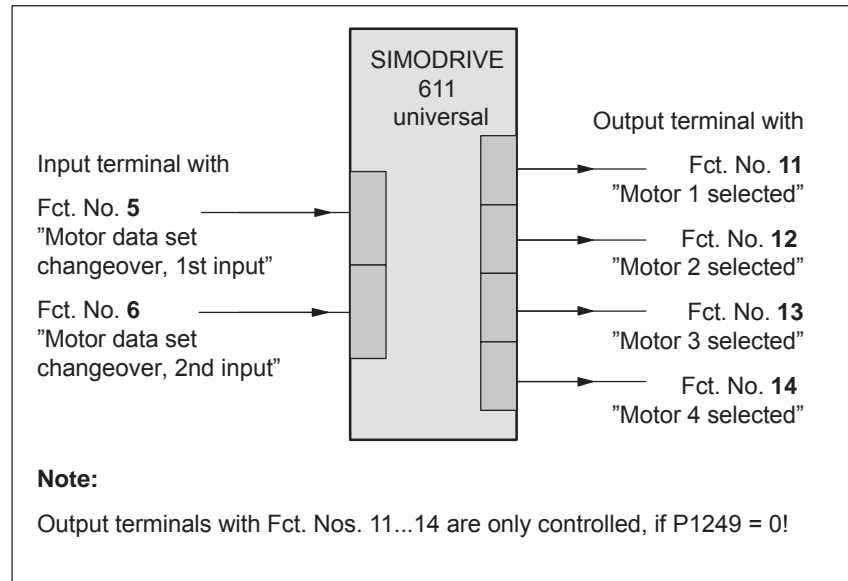 SIMODRIVE
611
universal
Input terminal with
Fct. No. 5
”Motor data set
changeover, 1st input”
Fct. No. 6
”Motor data set
changeover, 2nd input”
Output terminal with
Fct. No. 11
”Motor 1 selected”
Fct. No. 12
”Motor 2 selected”
Fct. No. 13
”Motor 3 selected”
Fct. No. 14
”Motor 4 selected”
Note:
Output terminals with Fct. Nos. 11...14 are only controlled, if P1249 = 0!